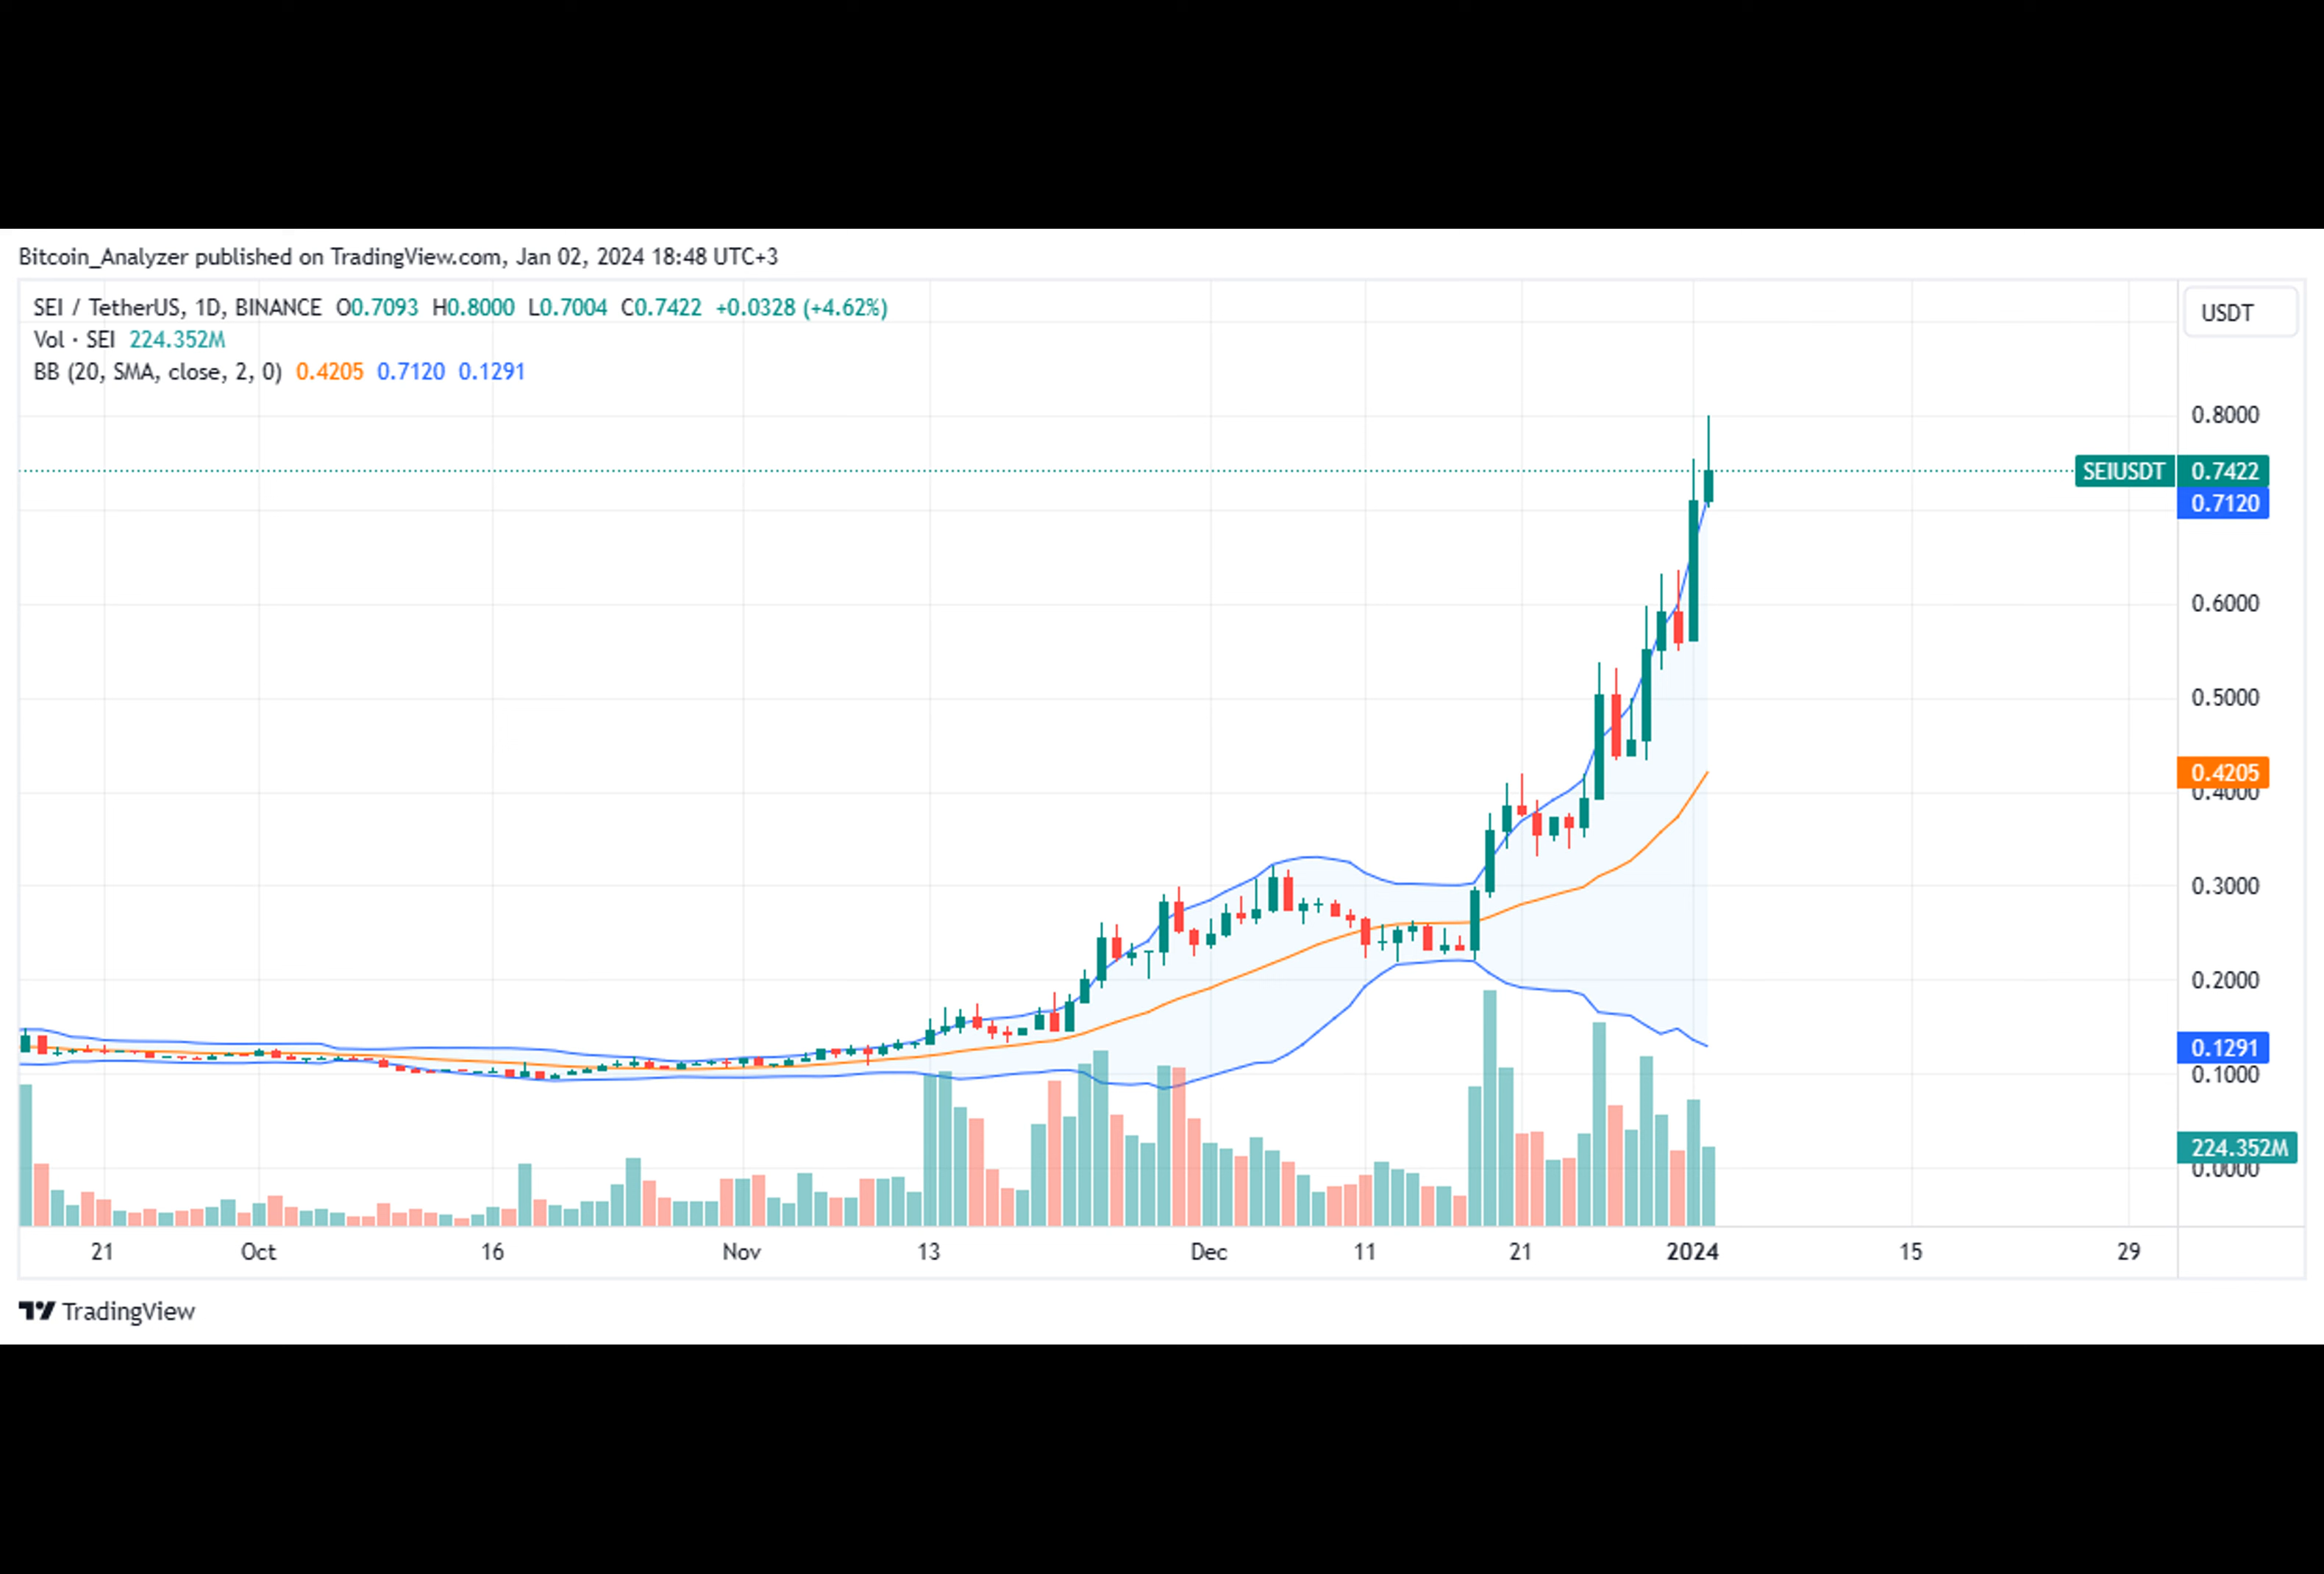 Bitcoin_Analyzer published on TradingView.com, Jan 02, 2024 18:48 UTC+3
SEI / TetherUS, 1D, BINANCE O0.7093 H0.8000 L0.7004 C0.7422 +0.0328 (+4.62%)
Vol · SEI 224.352M
BB (20, SMA, close, 2, 0) 0.4205 0.7120 0.1291
USDT
0.8000
SEIUSDT 0.7422
0.7120
0.6000
0.5000
0.4205
0.4000
0.3000
0.2000
0.1291
0.1000
224.352M
0.0000
21 Oct 16 Nov 13 Dec 11 21 2024 15 29
TradingView